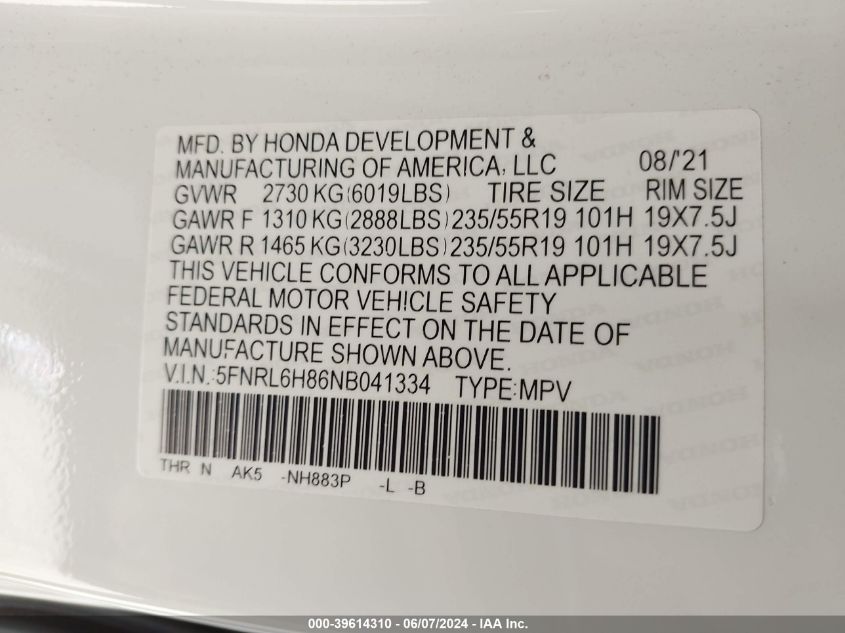 MFD. BY HONDA DEVELOPMENT &
MANUFACTURING OF AMERICA, LLC 08/'21
GVWR 2730 KG(6019LBS) TIRE SIZE RIM SIZE
GAWR F 1310 KG(2888LBS) 235/55R19 101H 19X7.5J
GAWR R 1465 KG(3230LBS) 235/55R19 101H 19X7.5J
THIS VEHICLE CONFORMS TO ALL APPLICABLE
FEDERAL MOTOR VEHICLE SAFETY
STANDARDS IN EFFECT ON THE DATE OF
MANUFACTURE SHOWN ABOVE.
V.I.N.:5FNRL6H86NB041334 TYPE:MPV
THR N AK5 -NH883P -L -B
000-39614310 - 06/07/2024 - IAA Inc.